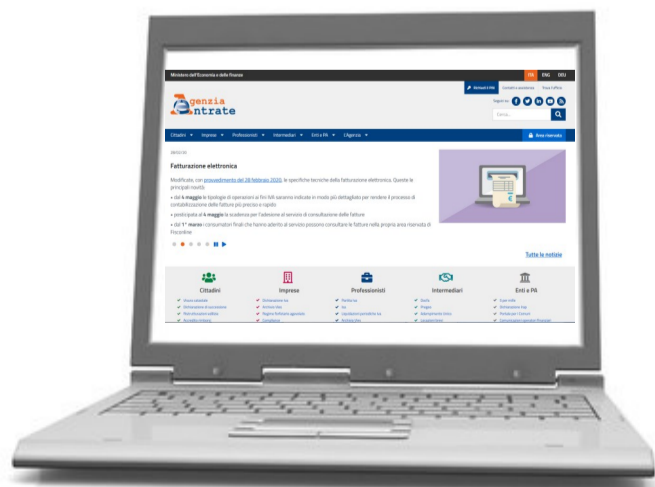 Ministero dell'Economia e delle Finanze
ITA ENG DEU
Contatti e assistenza Trova l'ufficio
Seguici su
Agenzia
Entrate
Cerca...
Cittadini Imprese Professionisti Intermediari Enti e PA L'Agenzia
Area riservata
Fatturazione elettronica
Modificate, con provvedimento del 28 febbraio 2020, le specifiche tecniche della fatturazione elettronica. Queste le
principali novità:
• dal 4 maggio le tipologie di operazioni ai fini IVA saranno indicate in modo più dettagliato per rendere il processo di
contabilizzazione delle fatture più preciso e rapido
• posticipata al 4 maggio la scadenza per l'adesione al servizio di consultazione delle fatture
• dal 1° marzo i consumatori finali che hanno aderito al servizio possono consultare le fatture nella propria area riservata di
Fisconline
Tutte le notizie
Cittadini Imprese Professionisti Intermediari Enti e PA